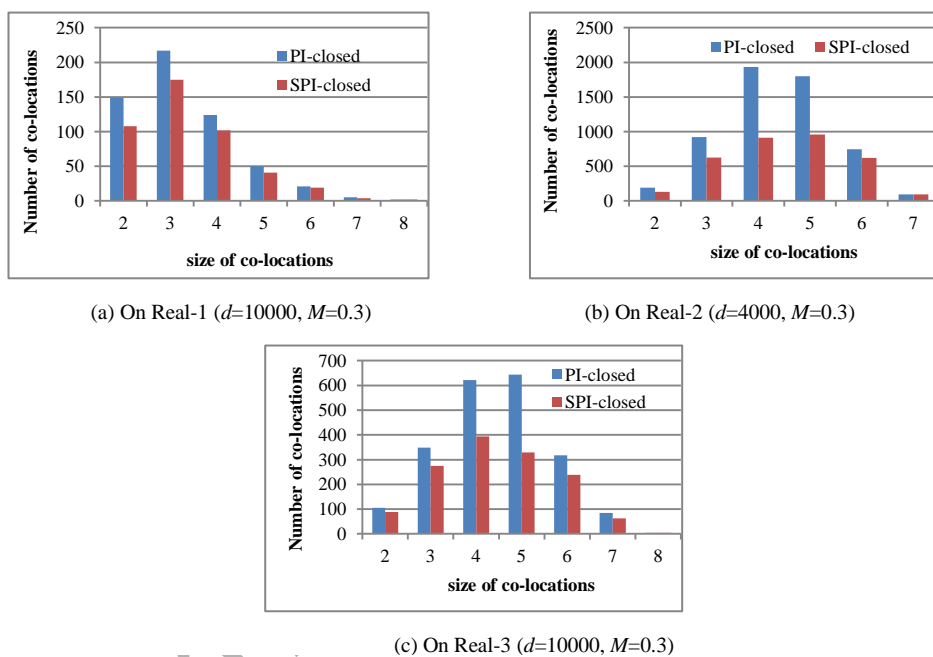 Number of co-locations
250
200
150
100
50
0
PI-closed
SPI-closed
2 3 4 5 6 7 8
size of co-locations
(a) On Real-1 (d=10000, M=0.3)
Number of co-locations
2500
2000
1500
1000
500
0
PI-closed SPI-closed
2 3 4 5 6 7
size of co-locations
(b) On Real-2 (d=4000, M=0.3)
Number of co-locations
700
600
500
400
300
200
100
0
PI-closed
SPI-closed
2 3 4 5 6 7 8
size of co-locations
(c) On Real-3 (d=10000, M=0.3)